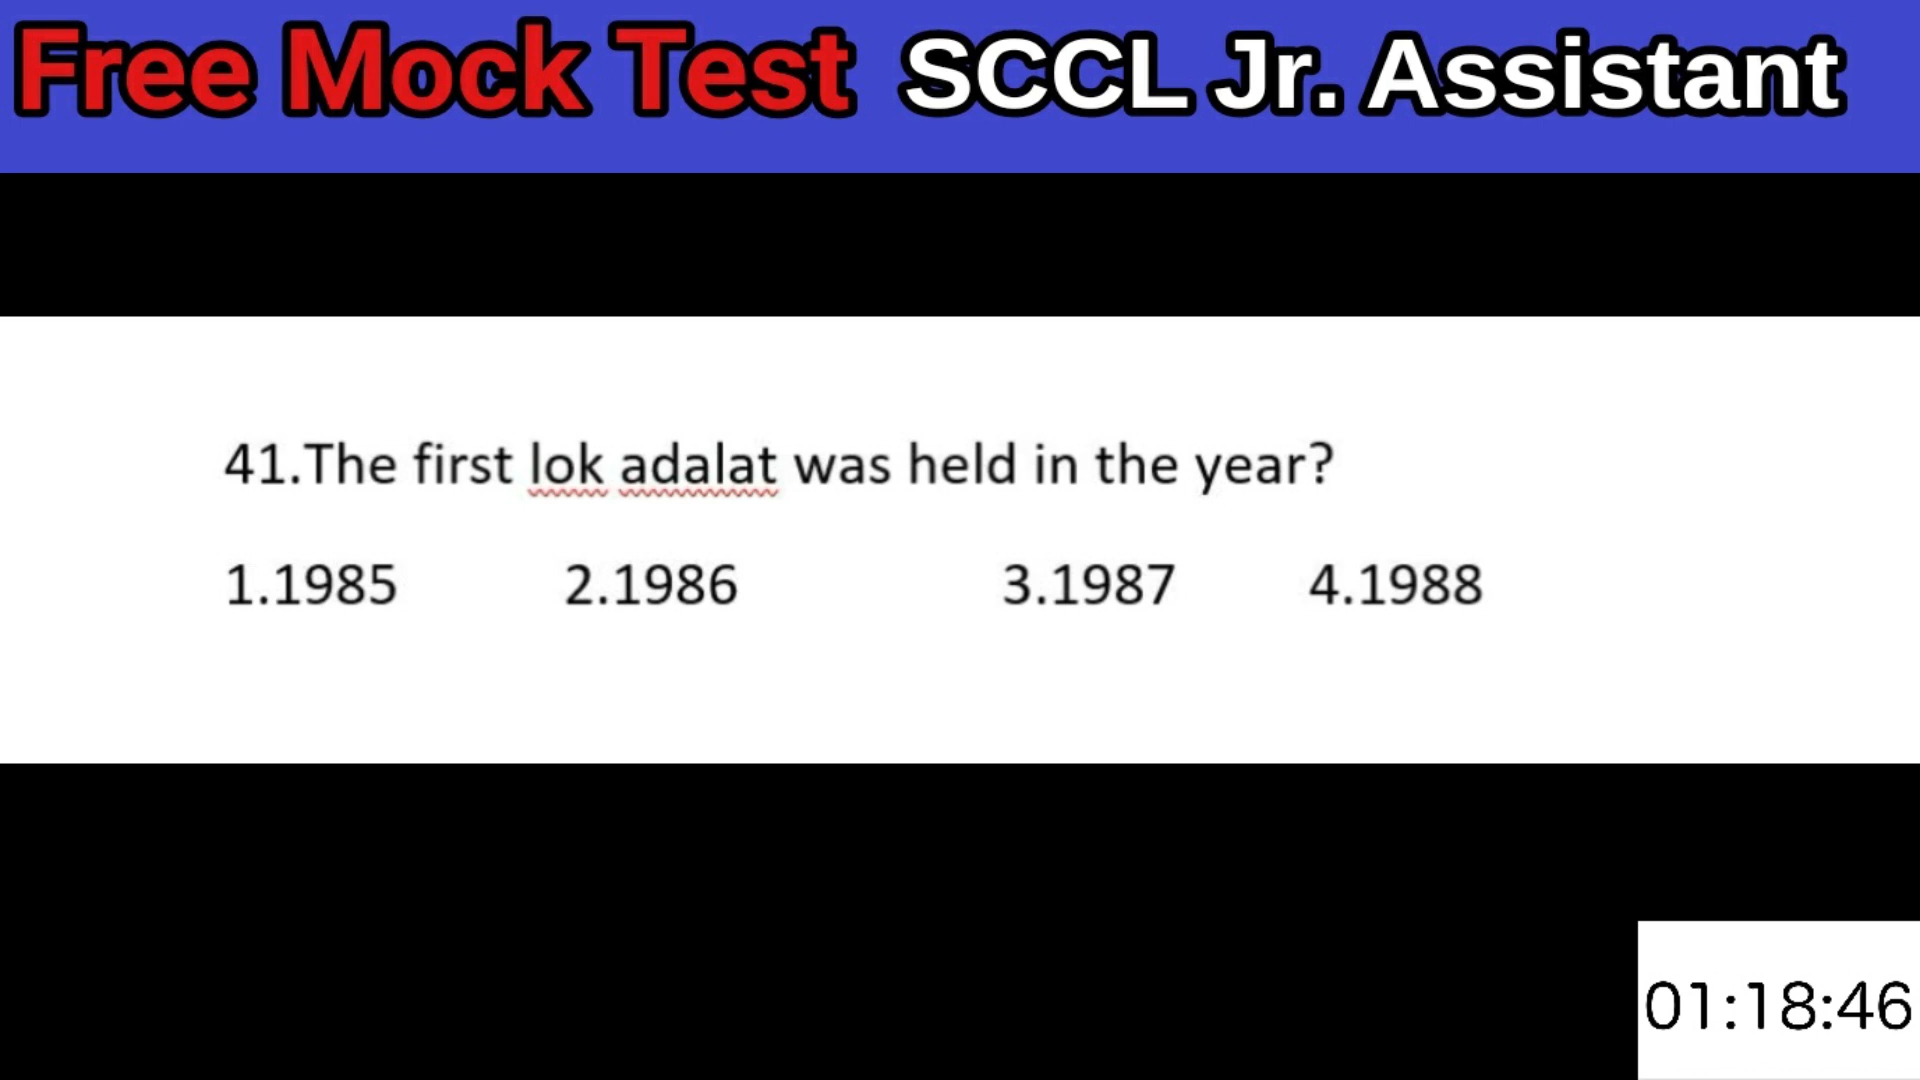 Free Mock Test SCCL Jr. Assistant
41.The first lok adalat was held in the year?
1.1985 2.1986 3.1987 4.1988
01:18:46